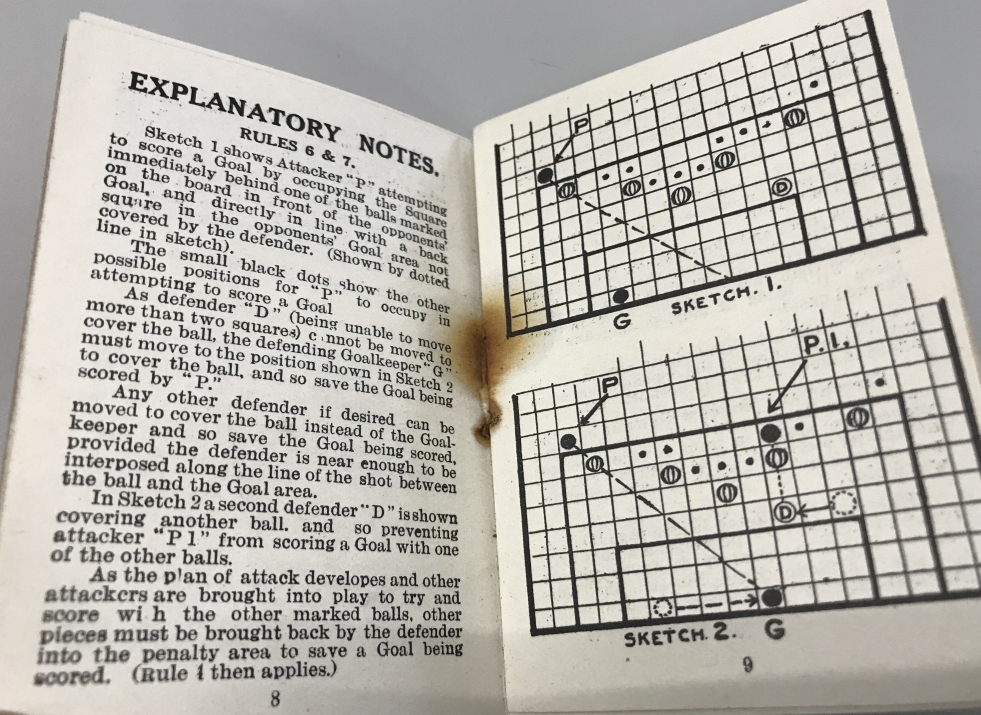 EXPLANATORY NOTES.
RULES 6 & 7.
Sketch 1 shows Attacker "P" attempting
to score a Goal by occupying the Square
immediately behind one of the balls marked
on the board in front of the opponents'
Goal, and directly in line with a back
square in the opponents' Goal area not
covered by the defender. (Shown by dotted
line in sketch).
The small black dots show the other
possible positions for "P" to occupy in
attempting to score a Goal
As defender "D" (being unable to move
more than two squares) cannot be moved to
cover the ball, the defending Goalkeeper "G"
must move to the position shown in Sketch 2
to cover the ball, and so save the Goal being
scored by "P."
Any other defender if desired can be
moved to cover the ball instead of the Goal-
keeper and so save the Goal being scored,
provided the defender is near enough to be
interposed along the line of the shot between
the ball and the Goal area.
In Sketch 2 a second defender "D" is shown
covering another ball. and so preventing
attacker "P 1" from scoring a Goal with one
of the other balls.
As the plan of attack developes and other
attackers are brought into play to try and
score wi h the other marked balls, other
pieces must be brought back by the defender
into the penalty area to save a Goal being
scored. (Rule 4 then applies.)
8
P
D
G
SKETCH. 1.
P
P. 1.
D
SKETCH. 2.
G
9